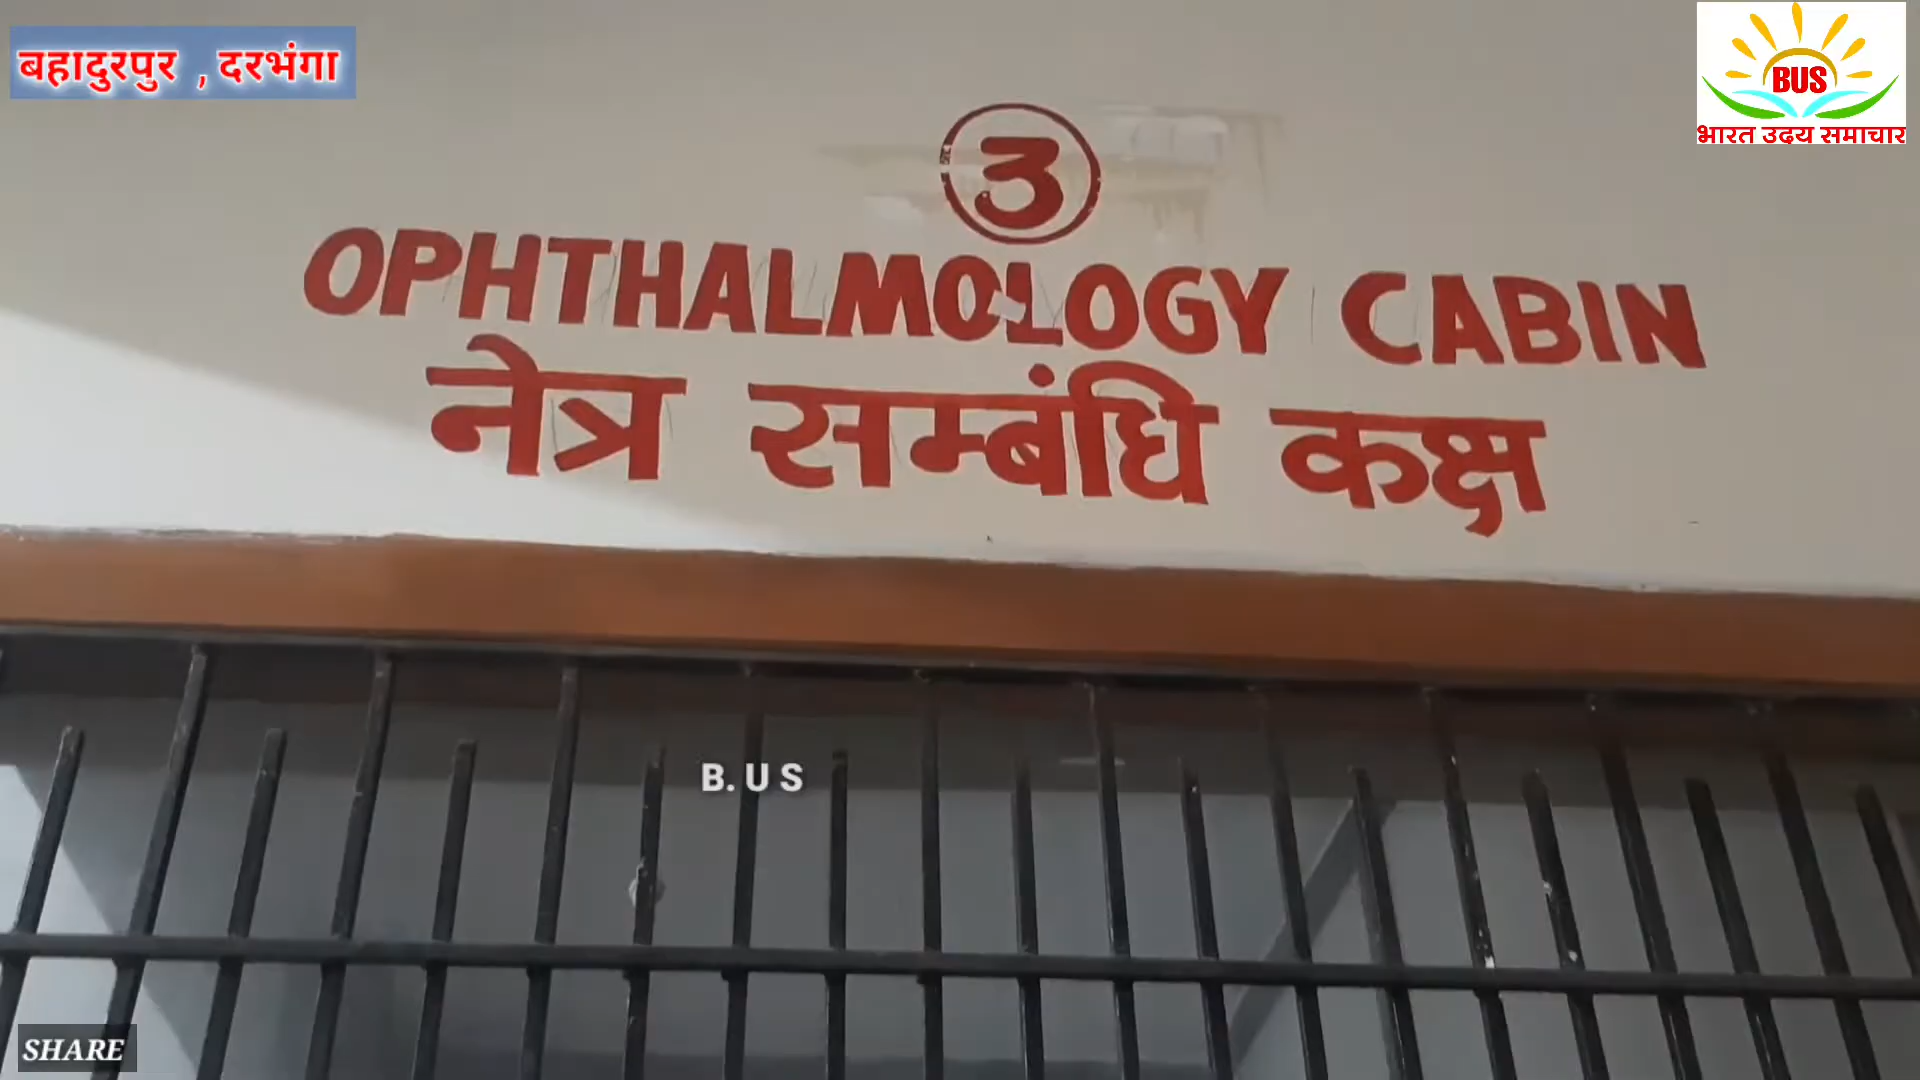 बहादुरपुर , दरभंगा
BUS
भारत उदय समाचार
3
OPHTHALMOLOGY CABIN
नेत्र सम्बंधि कक्ष
B. U S
SHARE